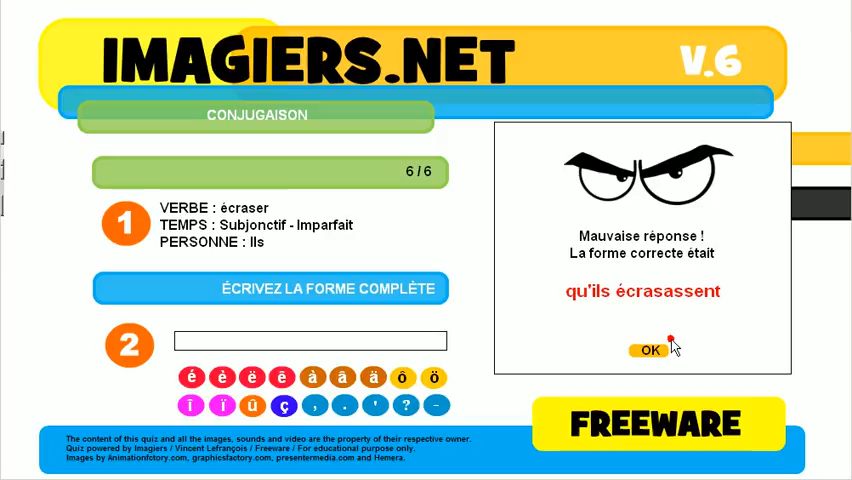 IMAGIERS.NET
V.6
CONJUGAISON
6 / 6
1
VERBE : écraser
TEMPS : Subjonctif - Imparfait
PERSONNE : Ils
ÉCRIVEZ LA FORME COMPLÈTE
2
é è ë ê à â ä ô ö
î ï û ç , . ' ? -
Mauvaise réponse !
La forme correcte était
qu'ils écrasassent
OK
FREEWARE
The content of this quiz and all the images, sounds and video are the property of their respective owner.
Quiz powered by Imagiers / Vincent Lefrançois / Freeware / For educational purpose only.
Images by Animationfctory.com, graphicsfactory.com, presentermedia.com and Hemera.